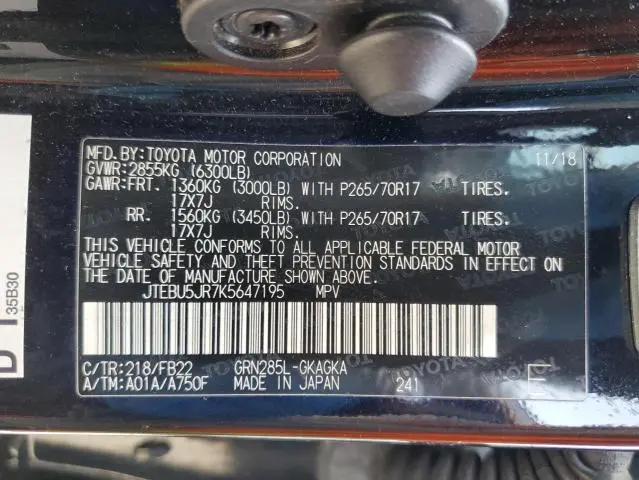 MFD.BY:TOYOTA MOTOR CORPORATION 11/18
GVWR:2855KG (6300LB)
GAWR:FRT. 1360KG (3000LB) WITH P265/70R17 TIRES.
17X7J RIMS.
RR. 1560KG (3450LB) WITH P265/70R17 TIRES.
17X7J RIMS.
THIS VEHICLE CONFORMS TO ALL APPLICABLE FEDERAL MOTOR
VEHICLE SAFETY AND THEFT PREVENTION STANDARDS IN EFFECT ON
THE DATE OF MANUFACTURE SHOWN ABOVE.
JTEBU5JR7K5647195 MPV
C/TR:218/FB22 GRN285L-GKAGKA
A/TM:A01A/A750F MADE IN JAPAN 241
35B30